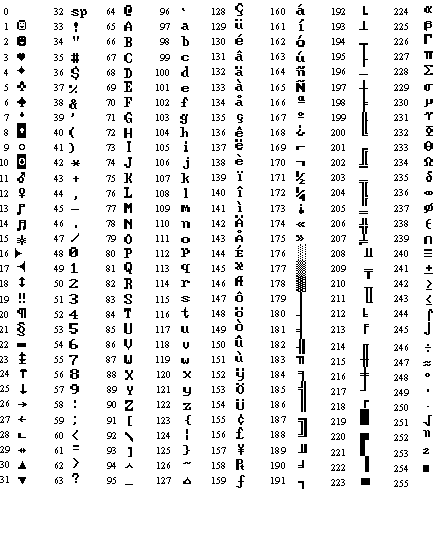 0 32 sp 64 @ 96 ` 128 Ç 160 á 192 └ 224 α
1 ☺ 33 ! 65 A 97 a 129 ü 161 í 193 ┴ 225 β
2 ☻ 34 " 66 B 98 b 130 é 162 ó 194 ┬ 226 Γ
3 ♥ 35 # 67 C 99 c 131 â 163 ú 195 ├ 227 π
4 ♦ 36 $ 68 D 100 d 132 ä 164 ñ 196 ─ 228 Σ
5 ♣ 37 % 69 E 101 e 133 à 165 Ñ 197 ┼ 229 σ
6 ♠ 38 & 70 F 102 f 134 å 166 ª 198 ╞ 230 µ
7 • 39 ' 71 G 103 g 135 ç 167 º 199 ╟ 231 τ
8 ◘ 40 ( 72 H 104 h 136 ê 168 ¿ 200 ╚ 232 Φ
9 ○ 41 ) 73 I 105 i 137 ë 169 ⌐ 201 ╔ 233 Θ
10 ◙ 42 * 74 J 106 j 138 è 170 ¬ 202 ╩ 234 Ω
11 ♂ 43 + 75 K 107 k 139 ï 171 ½ 203 ╦ 235 δ
12 ♀ 44 , 76 L 108 l 140 î 172 ¼ 204 ╠ 236 ∞
13 ♪ 45 - 77 M 109 m 141 ì 173 ¡ 205 ═ 237 φ
14 ♫ 46 . 78 N 110 n 142 Ä 174 « 206 ╬ 238 ε
15 ☼ 47 / 79 O 111 o 143 Å 175 » 207 ╧ 239 ∩
16 ► 48 0 80 P 112 p 144 É 176 ░ 208 ╨ 240 ≡
17 ◄ 49 1 81 Q 113 q 145 æ 177 ▒ 209 ╤ 241 ±
18 ↕ 50 2 82 R 114 r 146 Æ 178 ▓ 210 ╥ 242 ≥
19 ‼ 51 3 83 S 115 s 147 ô 179 │ 211 ╙ 243 ≤
20 ¶ 52 4 84 T 116 t 148 ö 180 ┤ 212 ╘ 244 ⌠
21 § 53 5 85 U 117 u 149 ò 181 ╡ 213 ╒ 245 ⌡
22 ▬ 54 6 86 V 118 v 150 û 182 ╢ 214 ╓ 246 ÷
23 ↨ 55 7 87 W 119 w 151 ù 183 ╖ 215 ╫ 247 ≈
24 ↑ 56 8 88 X 120 x 152 ÿ 184 ╕ 216 ╪ 248 °
25 ↓ 57 9 89 Y 121 y 153 Ö 185 ╣ 217 ┘ 249 ∙
26 → 58 : 90 Z 122 z 154 Ü 186 ║ 218 ┌ 250 ·
27 ← 59 ; 91 [ 123 { 155 ¢ 187 ╗ 219 █ 251 √
28 ∟ 60 < 92 \ 124 ¦ 156 £ 188 ╝ 220 ▄ 252 ⁿ
29 ↔ 61 = 93 ] 125 } 157 ¥ 189 ╜ 221 ▌ 253 ²
30 ▲ 62 > 94 ^ 126 ~ 158 ₧ 190 ╛ 222 ▐ 254 ■
31 ▼ 63 ? 95 _ 127 ⌂ 159 ƒ 191 ┐ 223 ▀ 255